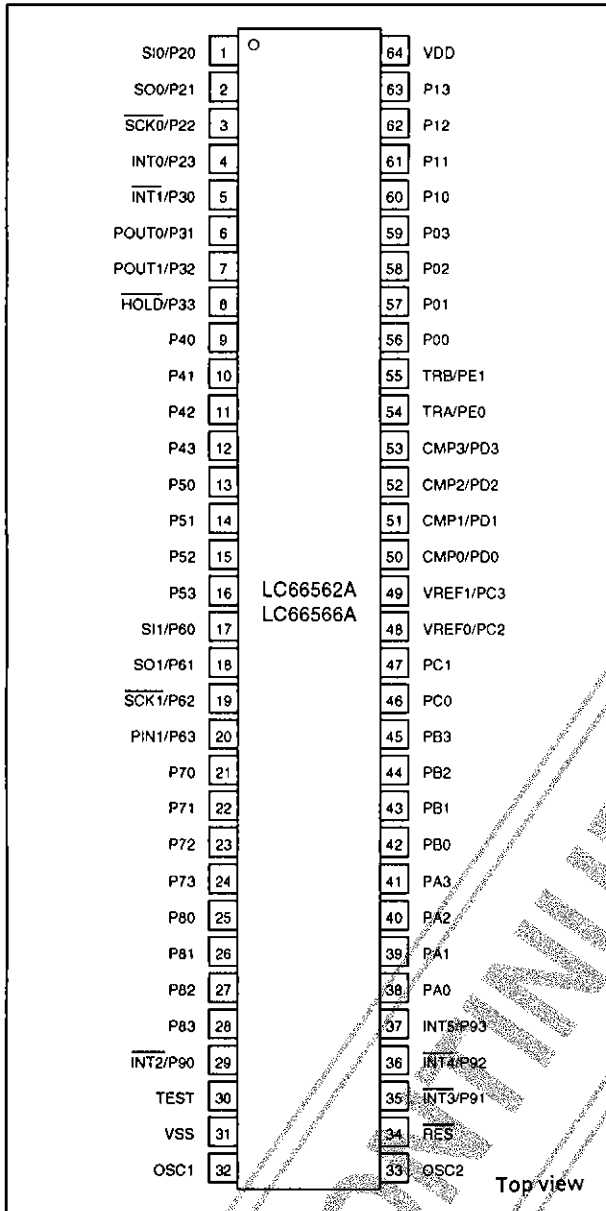 SI0/P20 1 64 VDD
SO0/P21 2 63 P13
SCK0/P22 3 62 P12
INT0/P23 4 61 P11
INT1/P30 5 60 P10
POUT0/P31 6 59 P03
POUT1/P32 7 58 P02
HOLD/P33 8 57 P01
P40 9 56 P00
P41 10 55 TRB/PE1
P42 11 54 TRA/PE0
P43 12 53 CMP3/PD3
P50 13 52 CMP2/PD2
P51 14 51 CMP1/PD1
P52 15 50 CMP0/PD0
P53 16 LC66562A 49 VREF1/PC3
LC66566A
SI1/P60 17 48 VREF0/PC2
SO1/P61 18 47 PC1
SCK1/P62 19 46 PC0
PIN1/P63 20 45 PB3
P70 21 44 PB2
P71 22 43 PB1
P72 23 42 PB0
P73 24 41 PA3
P80 25 40 PA2
P81 26 39 PA1
P82 27 38 PA0
P83 28 37 INT5/P93
INT2/P90 29 36 INT4/P92
TEST 30 35 INT3/P91
VSS 31 34 RES
OSC1 32 33 OSC2
Top view